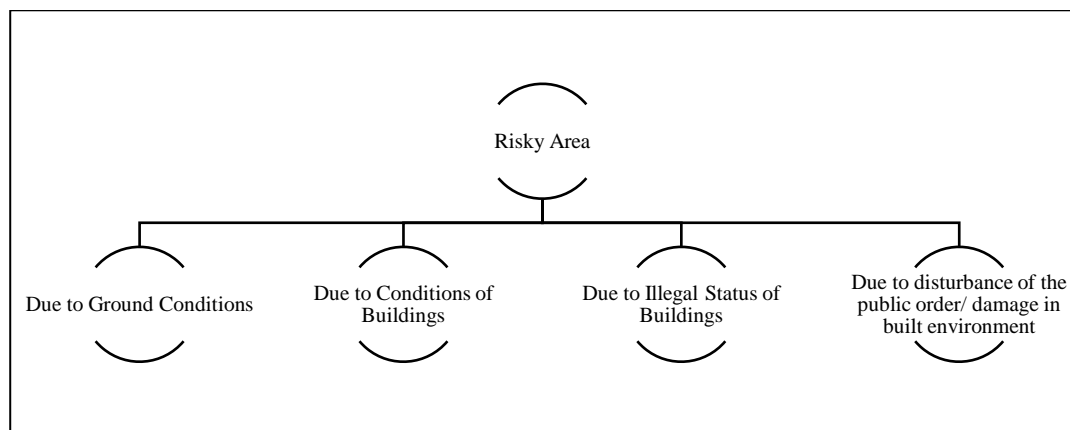 Risky Area
Due to Ground Conditions
Due to Conditions of
Buildings
Due to Illegal Status of
Buildings
Due to disturbance of the
public order/ damage in
built environment